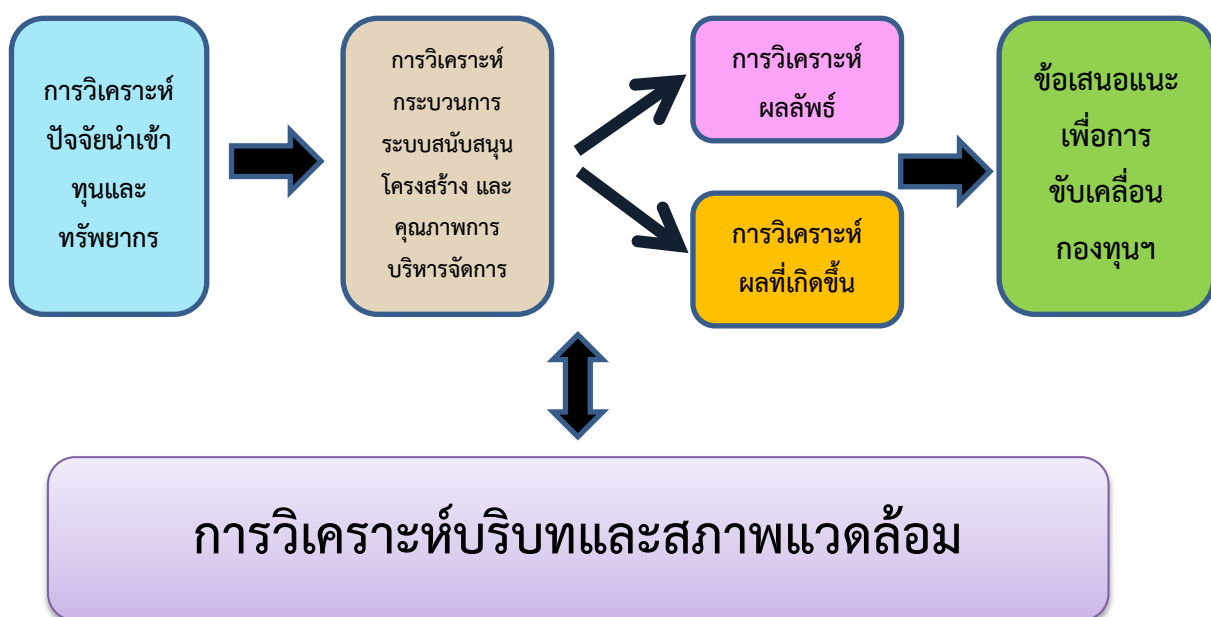 การวิเคราะห์
ปัจจัยนำเข้า
ทุนและ
ทรัพยากร
การวิเคราะห์
กระบวนการ
ระบบสนับสนุน
โครงสร้าง และ
คุณภาพการ
บริหารจัดการ
การวิเคราะห์
ผลลัพธ์
การวิเคราะห์
ผลที่เกิดขึ้น
ข้อเสนอแนะ
เพื่อการ
ขับเคลื่อน
กองทุนฯ
การวิเคราะห์บริบทและสภาพแวดล้อม